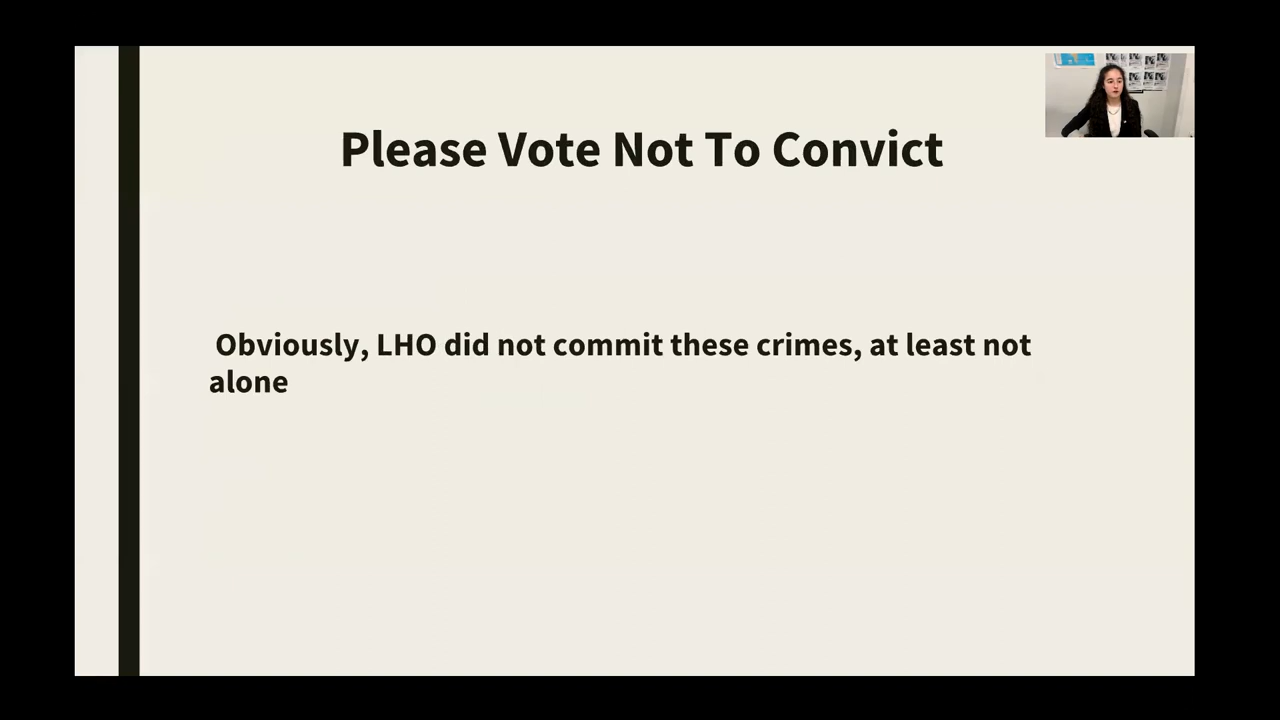 Please Vote Not To Convict
Obviously, LHO did not commit these crimes, at least not
alone